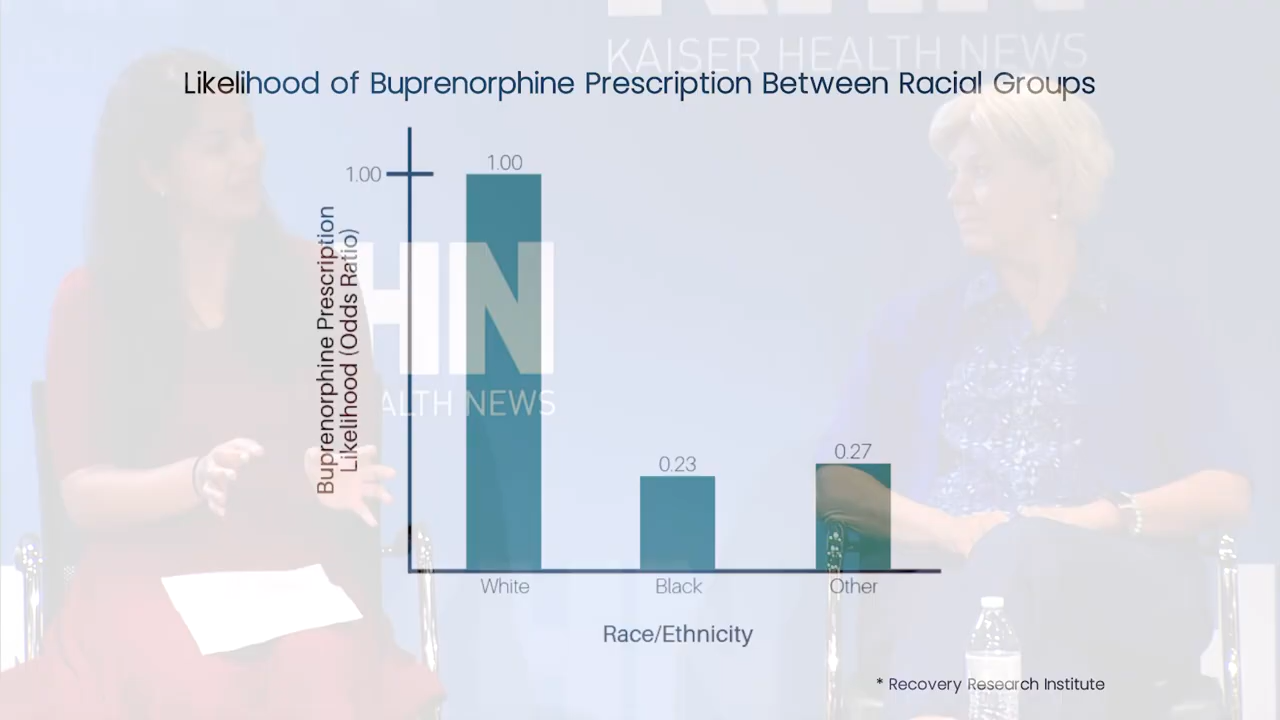 KAISER HEALTH NEWS
Likelihood of Buprenorphine Prescription Between Racial Groups
1.00
1.00
Buprenorphine Prescription
Likelihood (Odds Ratio)
HN
ALTH NEWS
0.23
0.27
White
Black
Other
Race/Ethnicity
* Recovery Research Institute